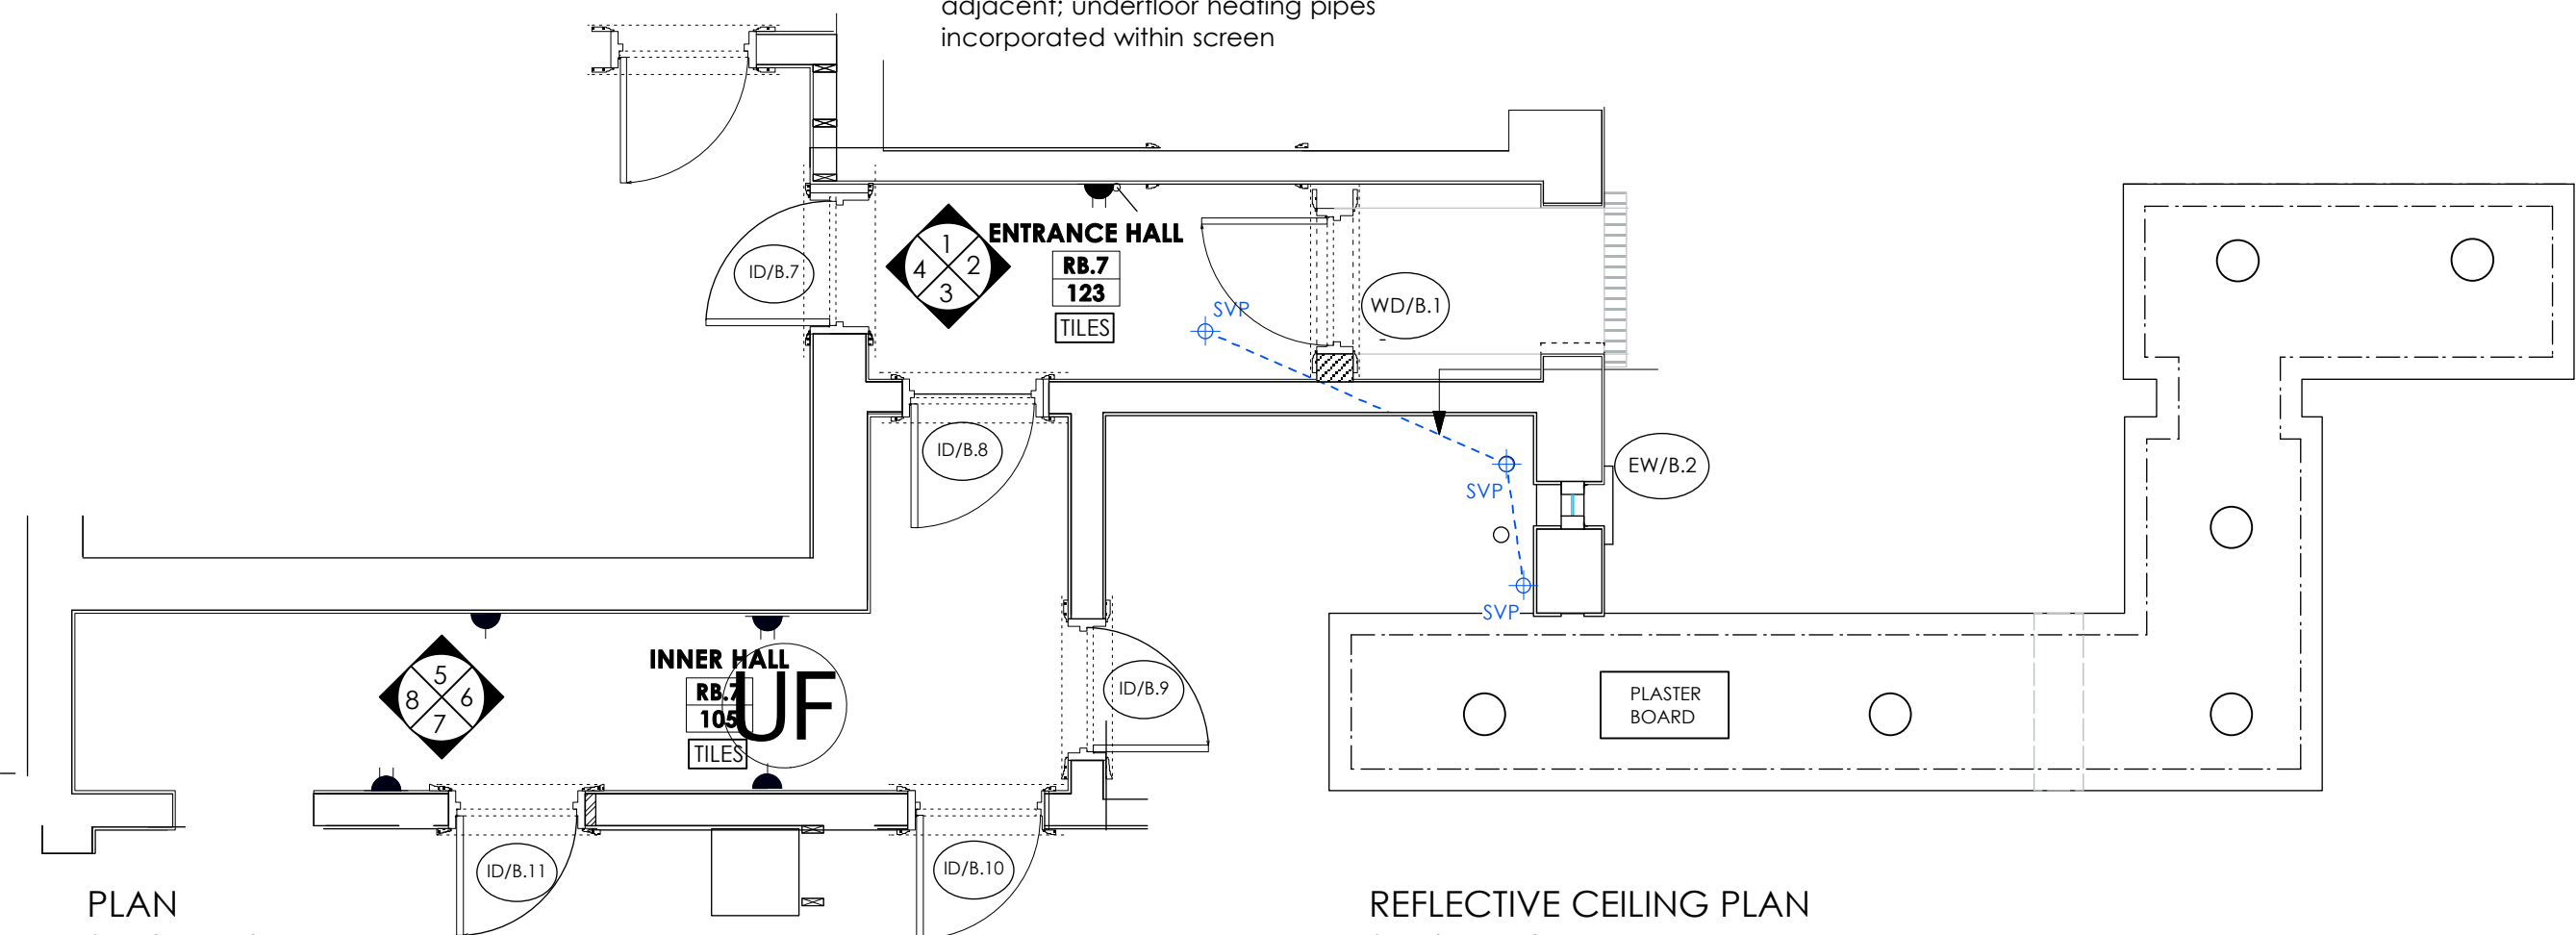 adjacent; underfloor heating pipes
incorporated within screen
ENTRANCE HALL
RB.7
123
TILES
1
2
3
4
ID/B.7
SVP
WD/B.1
ID/B.8
SVP
EW/B.2
SVP
INNER HALL
RB.7
105
TILES
UF
5
6
7
8
ID/B.9
PLASTER
BOARD
ID/B.11
ID/B.10
PLAN
REFLECTIVE CEILING PLAN